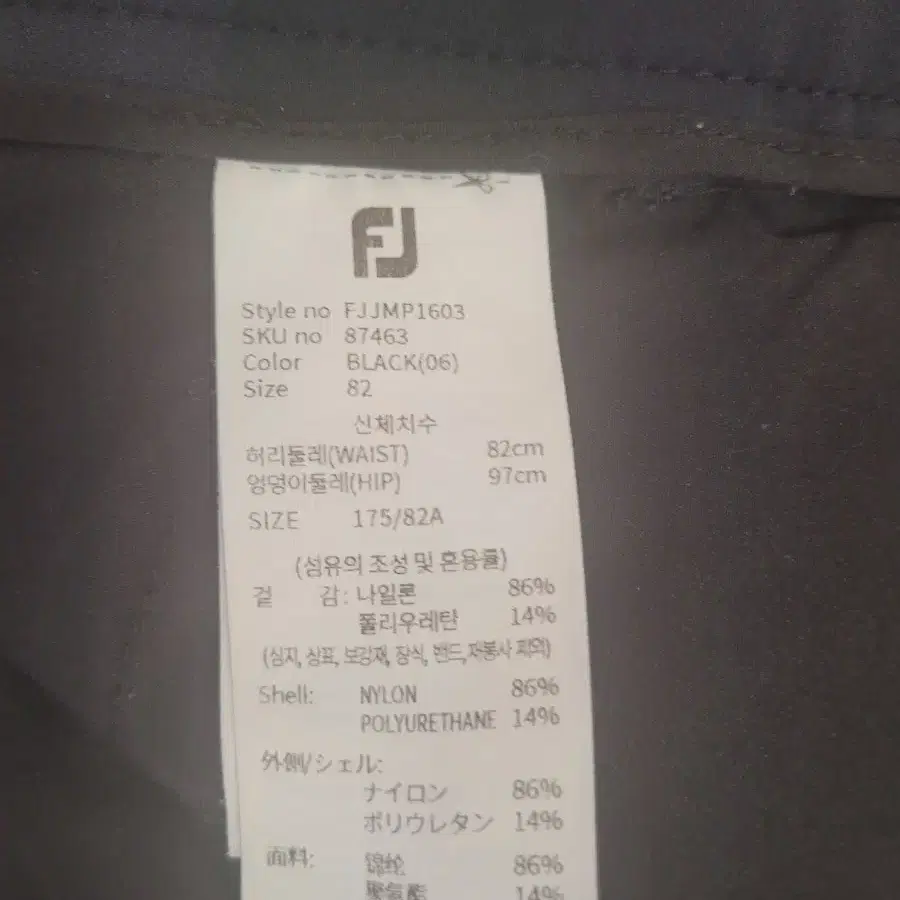 FJ
Style no FJJMP1603
SKU no 87463
Color BLACK(06)
Size 82
신체치수
허리둘레(WAIST) 82cm
엉덩이둘레(HIP) 97cm
SIZE 175/82A
(섬유의 조성 및 혼용률)
겉 감: 나일론 86%
폴리우레탄 14%
(심지, 상표, 보강재, 장식, 밴드, 재봉사 제외)
Shell: NYLON 86%
POLYURETHANE 14%
外側/シェル:
ナイロン 86%
ポリウレタン 14%
面料: 锦纶 86%
聚氨酯 14%